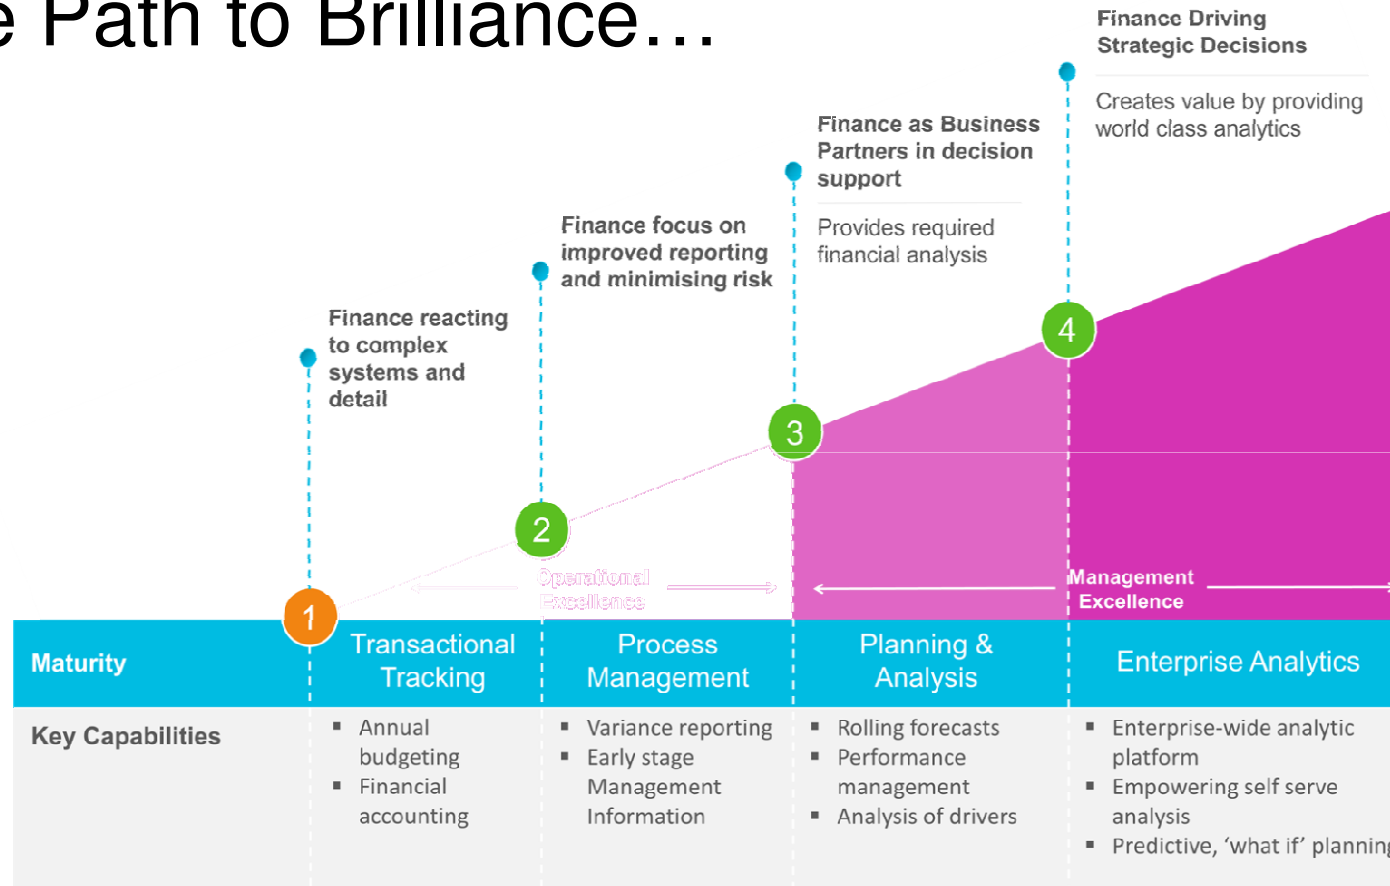 e Path to Brilliance…
Finance Driving
Strategic Decisions
Creates value by providing
world class analytics
Finance as Business
Partners in decision
support
Provides required
financial analysis
Finance focus on
improved reporting
and minimising risk
Finance reacting
to complex
systems and
detail
4
3
2
1
Operational
Excellence
Management
Excellence
Maturity
Transactional
Tracking
Process
Management
Planning &
Analysis
Enterprise Analytics
Key Capabilities
▪ Annual
budgeting
▪ Financial
accounting
▪ Variance reporting
▪ Early stage
Management
Information
▪ Rolling forecasts
▪ Performance
management
▪ Analysis of drivers
▪ Enterprise-wide analytic
platform
▪ Empowering self serve
analysis
▪ Predictive, ‘what if’ planning